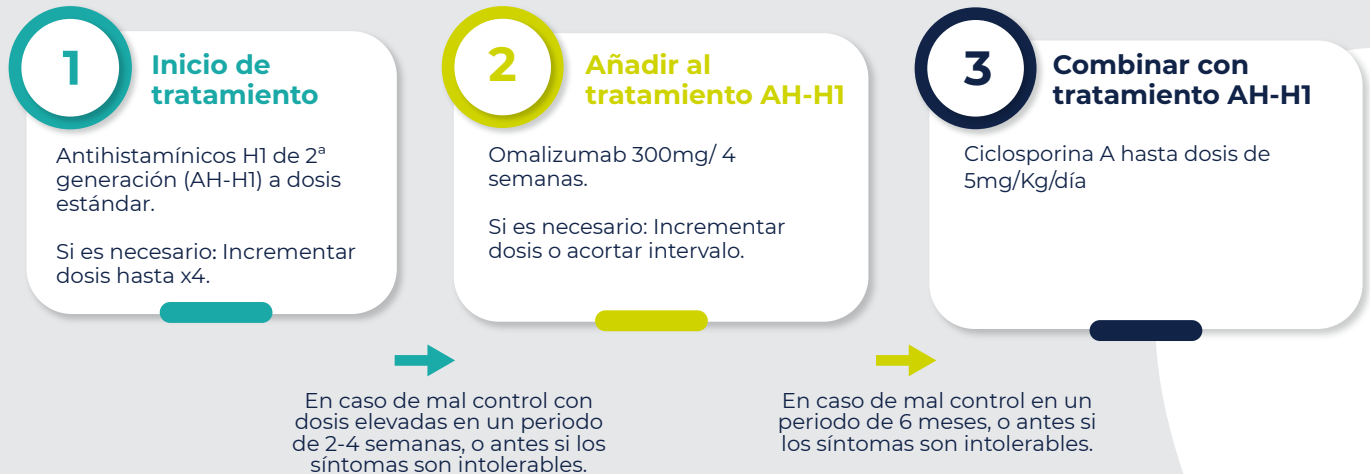 1
Inicio de
tratamiento
Antihistamínicos H1 de 2ª
generación (AH-H1) a dosis
estándar.
Si es necesario: Incrementar
dosis hasta x4.
En caso de mal control con
dosis elevadas en un periodo
de 2-4 semanas, o antes si los
síntomas son intolerables.
2
Añadir al
tratamiento AH-H1
Omalizumab 300mg/ 4
semanas.
Si es necesario: Incrementar
dosis o acortar intervalo.
En caso de mal control en un
periodo de 6 meses, o antes si
los síntomas son intolerables.
3
Combinar con
tratamiento AH-H1
Ciclosporina A hasta dosis de
5mg/Kg/día